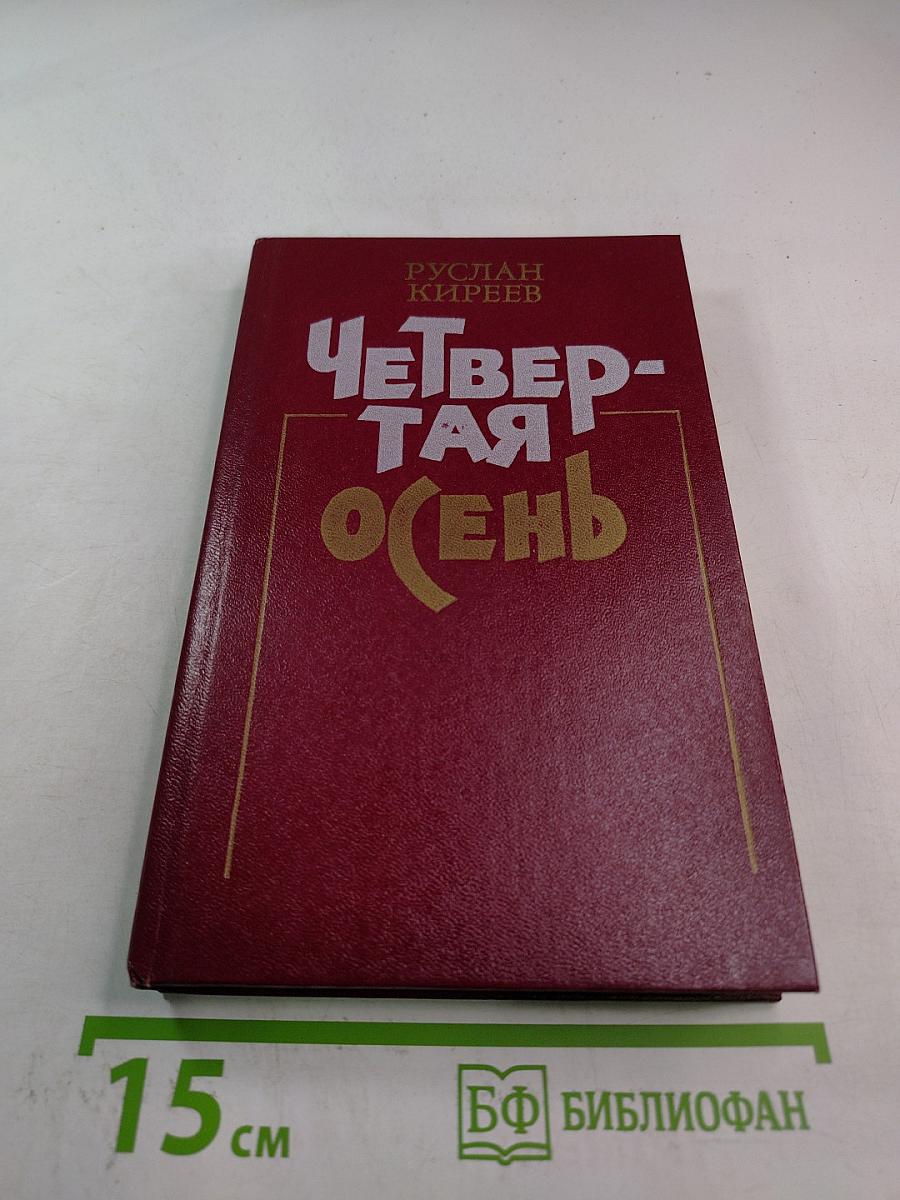 РУСЛАН
КИРЕЕВ
ЧЕТВЕР-
ТАЯ
ОСЕНЬ
15 см
БФ БИБЛИОФАН